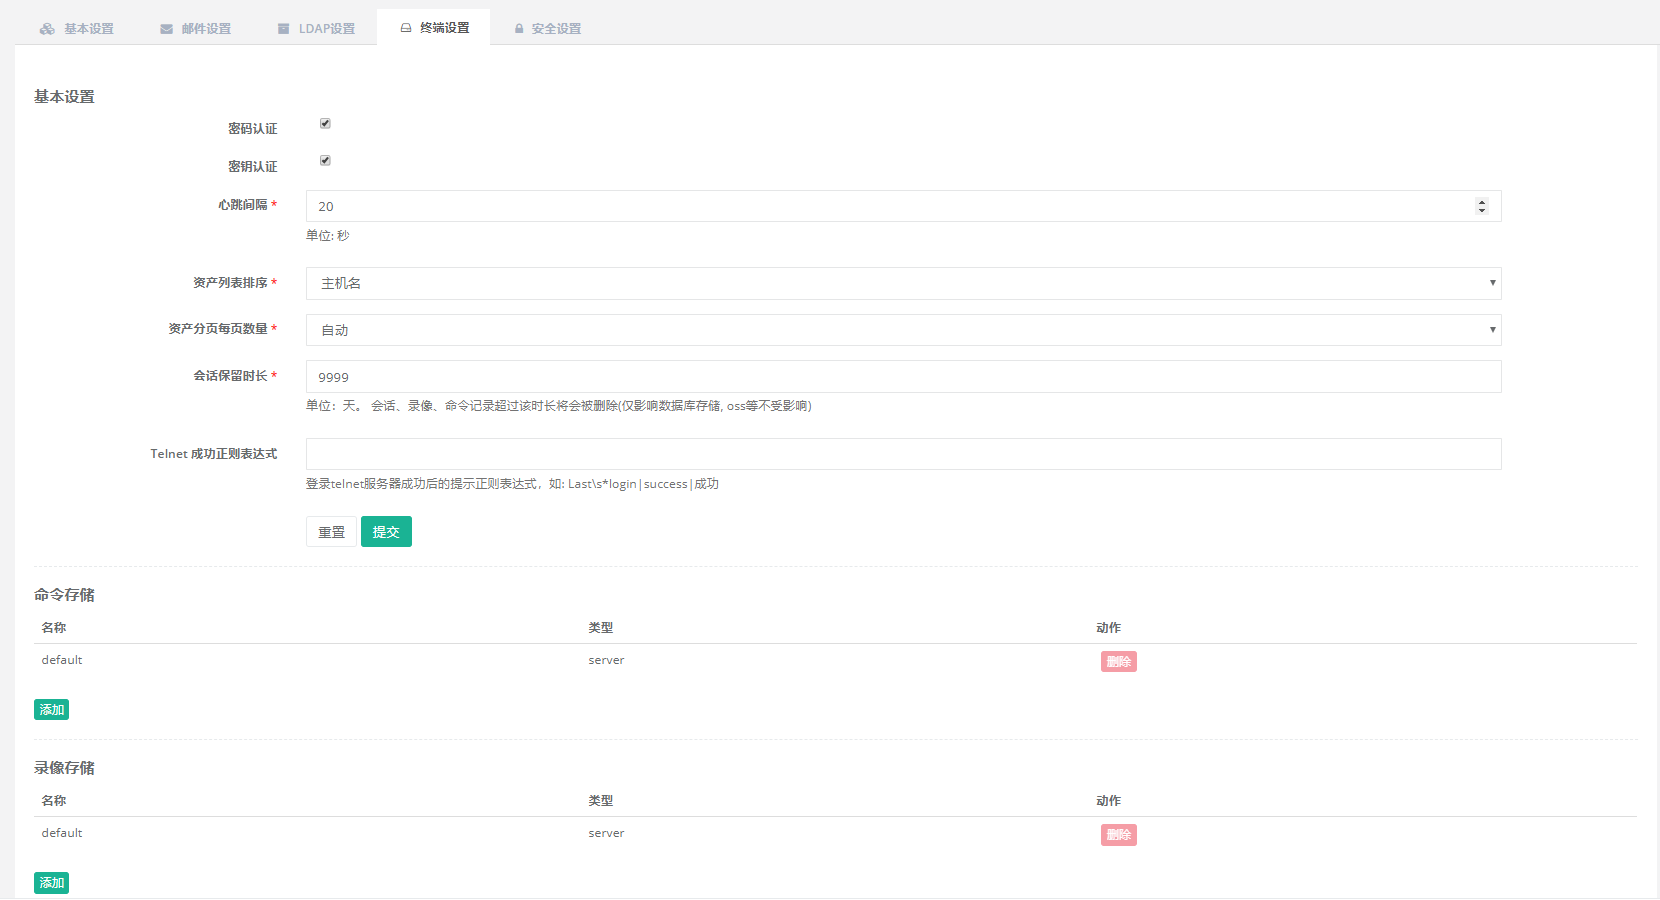 基本设置 邮件设置 LDAP设置 终端设置 安全设置
基本设置
密码认证
密钥认证
心跳间隔 * 20
单位: 秒
资产列表排序 * 主机名
资产分页每页数量 * 自动
会话保留时长 * 9999
单位：天。 会话、录像、命令记录超过该时长将会被删除(仅影响数据库存储, oss等不受影响)
Telnet 成功正则表达式
登录telnet服务器成功后的提示正则表达式，如: Last\s*login|success|成功
重置 提交
命令存储
名称 类型 动作
default server 删除
添加
录像存储
名称 类型 动作
default server 删除
添加